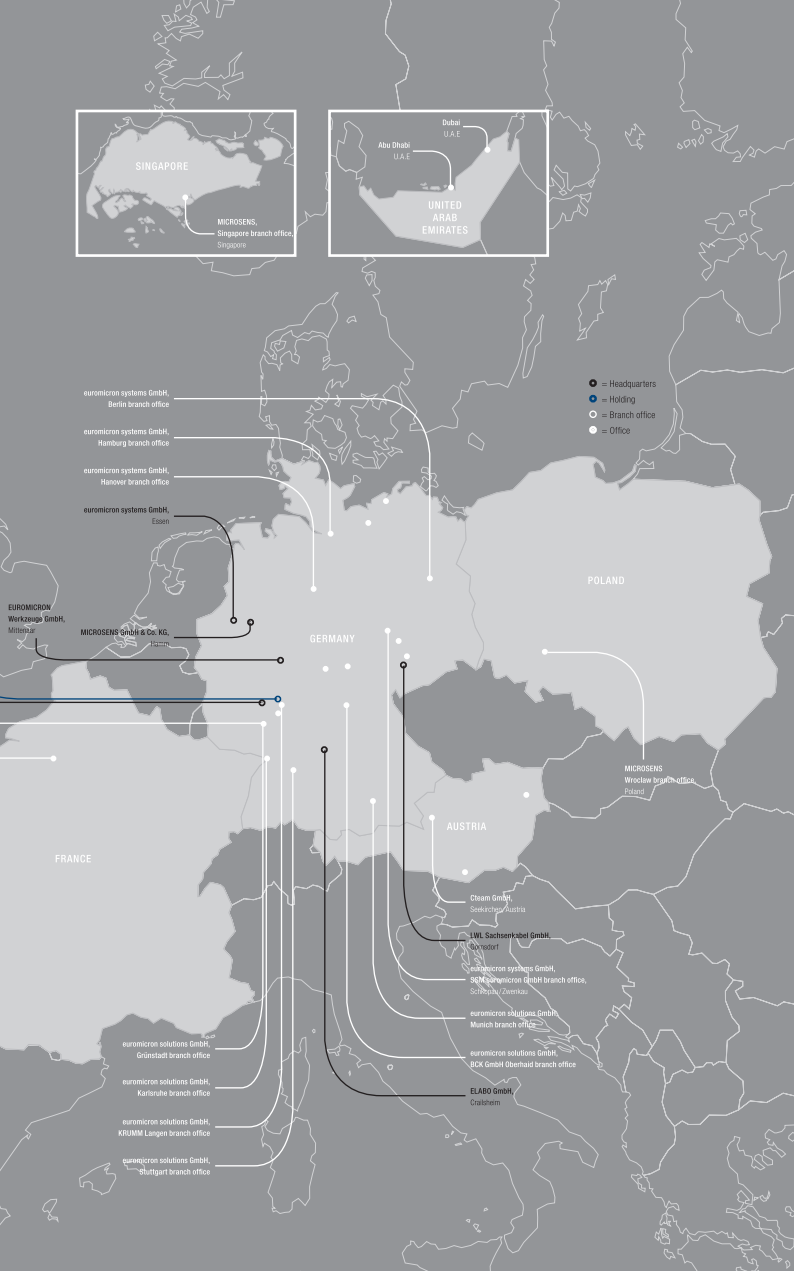 SINGAPORE
MICROSENS,
Singapore branch office,
Singapore
Dubai
U.A.E
Abu Dhabi
U.A.E
UNITED
ARAB
EMIRATES
= Headquarters
= Holding
= Branch office
= Office
euromicron systems GmbH,
Berlin branch office
euromicron systems GmbH,
Hamburg branch office
euromicron systems GmbH,
Hanover branch office
euromicron systems GmbH,
Essen
EUROMICRON
Werkzeuge GmbH,
Mittenaar
MICROSENS GmbH & Co. KG,
Hamm
GERMANY
POLAND
MICROSENS
Wroclaw branch office,
Poland
AUSTRIA
FRANCE
Cteam GmbH,
Seekirchen/Austria
LWL Sachsenkabel GmbH,
Gornsdorf
euromicron systems GmbH,
SSM euromicron GmbH branch office,
Schkopau/Zwenkau
euromicron solutions GmbH,
Munich branch office
euromicron solutions GmbH,
BCK GmbH Oberhaid branch office
ELABO GmbH,
Crailsheim
euromicron solutions GmbH,
Grünstadt branch office
euromicron solutions GmbH,
Karlsruhe branch office
euromicron solutions GmbH,
KRUMM Langen branch office
euromicron solutions GmbH,
Stuttgart branch office